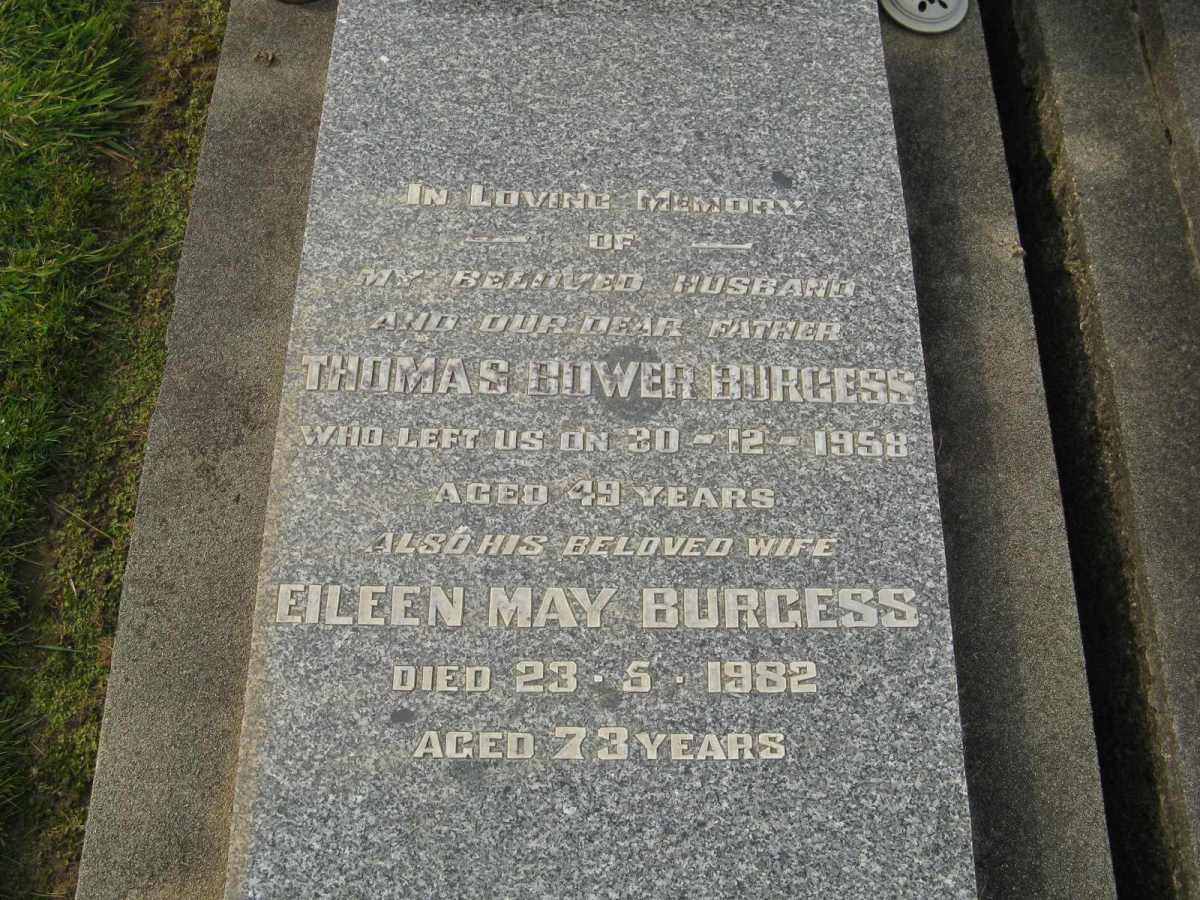 IN LOVING MEMORY
— OF —
MY BELOVED HUSBAND
AND OUR DEAR FATHER
THOMAS BOWER BURGESS
WHO LEFT US ON 30 - 12 - 1958
AGED 49 YEARS
ALSO HIS BELOVED WIFE
EILEEN MAY BURGESS
DIED 23 · 5 · 1982
AGED 73 YEARS